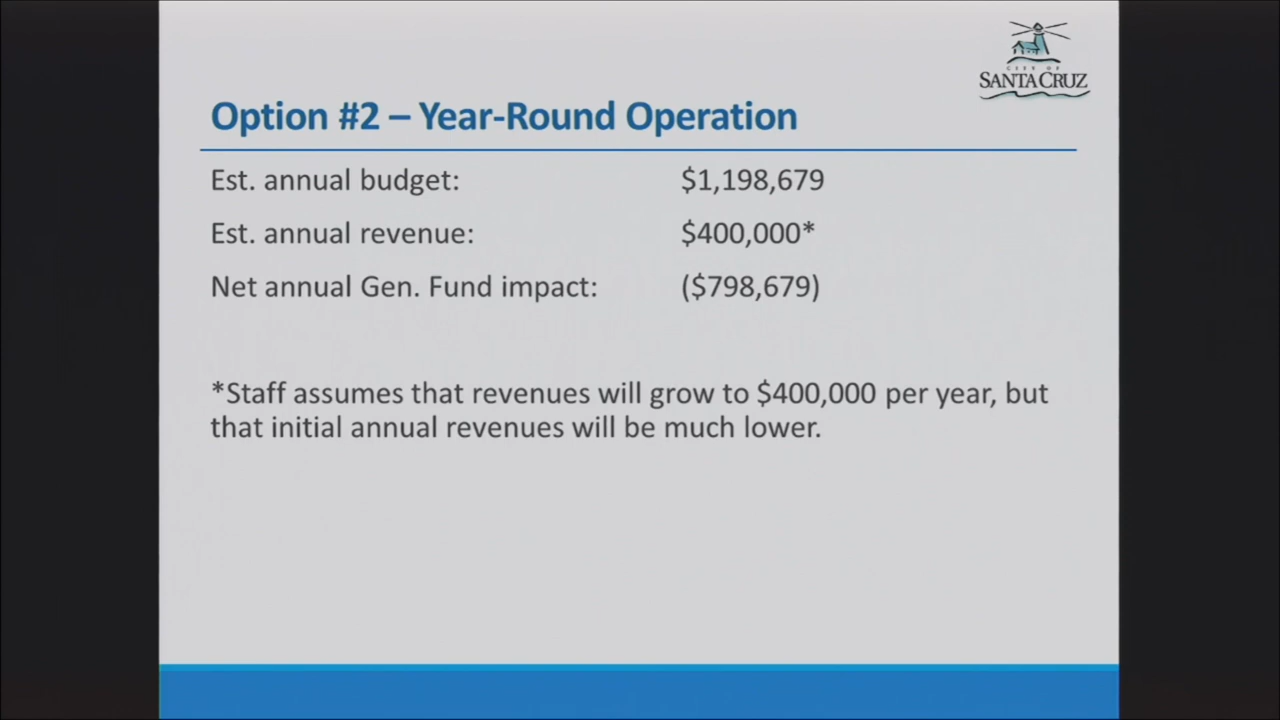 CITY OF
SANTA CRUZ
Option #2 – Year-Round Operation
Est. annual budget: $1,198,679
Est. annual revenue: $400,000*
Net annual Gen. Fund impact: ($798,679)
*Staff assumes that revenues will grow to $400,000 per year, but
that initial annual revenues will be much lower.